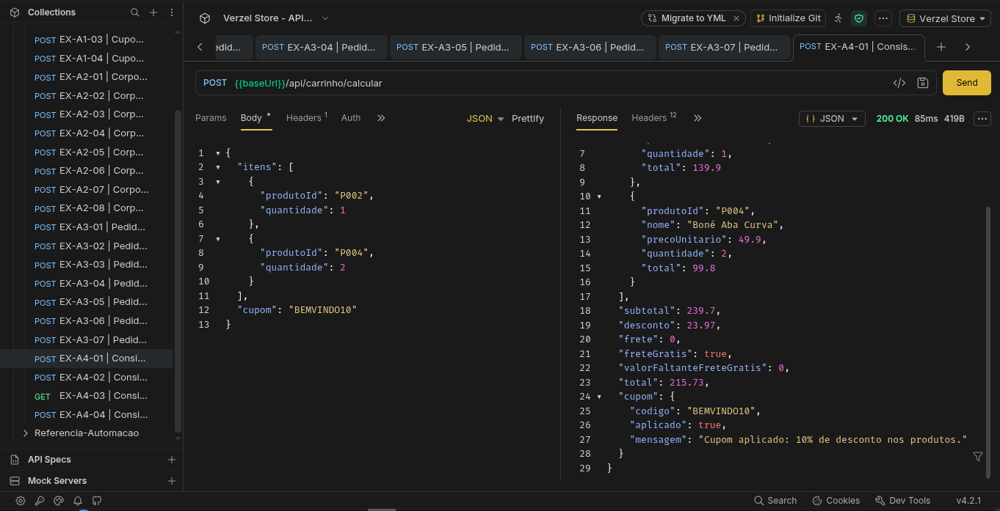 Collections
Verzel Store - API...
Migrate to YML
Initialize Git
Verzel Store
POST EX-A1-03 | Cupo...
POST EX-A1-04 | Cupo...
POST EX-A2-01 | Corpo...
POST EX-A2-02 | Corp...
POST EX-A2-03 | Corp...
POST EX-A2-04 | Corp...
POST EX-A2-05 | Corp...
POST EX-A2-06 | Corp...
POST EX-A2-07 | Corpo...
POST EX-A2-08 | Corp...
POST EX-A3-01 | Pedid...
POST EX-A3-02 | Pedid...
POST EX-A3-03 | Pedid...
POST EX-A3-04 | Pedid...
POST EX-A3-05 | Pedid...
POST EX-A3-06 | Pedid...
POST EX-A3-07 | Pedid...
POST EX-A4-01 | Consi...
POST EX-A4-02 | Consi...
GET EX-A4-03 | Consi...
POST EX-A4-04 | Consi...
Referencia-Automacao
API Specs
Mock Servers
edid...
POST EX-A3-04 | Pedid...
POST EX-A3-05 | Pedid...
POST EX-A3-06 | Pedid...
POST EX-A3-07 | Pedid...
POST EX-A4-01 | Consis...
POST {{baseUrl}}/api/carrinho/calcular
Send
Params
Body
Headers 1
Auth
JSON
Prettify
1 {
2 "itens": [
3 {
4 "produtoId": "P002",
5 "quantidade": 1
6 },
7 {
8 "produtoId": "P004",
9 "quantidade": 2
10 }
11 ],
12 "cupom": "BEMVINDO10"
13 }
Response
Headers 12
{ } JSON
200 OK 85ms 419B
7 "quantidade": 1,
8 "total": 139.9
9 },
10 {
11 "produtoId": "P004",
12 "nome": "Boné Aba Curva",
13 "precoUnitario": 49.9,
14 "quantidade": 2,
15 "total": 99.8
16 }
17 ],
18 "subtotal": 239.7,
19 "desconto": 23.97,
20 "frete": 0,
21 "freteGratis": true,
22 "valorFaltanteFreteGratis": 0,
23 "total": 215.73,
24 "cupom": {
25 "codigo": "BEMVINDO10",
26 "aplicado": true,
27 "mensagem": "Cupom aplicado: 10% de desconto nos produtos."
28 }
29 }
Search
Cookies
Dev Tools
v4.2.1